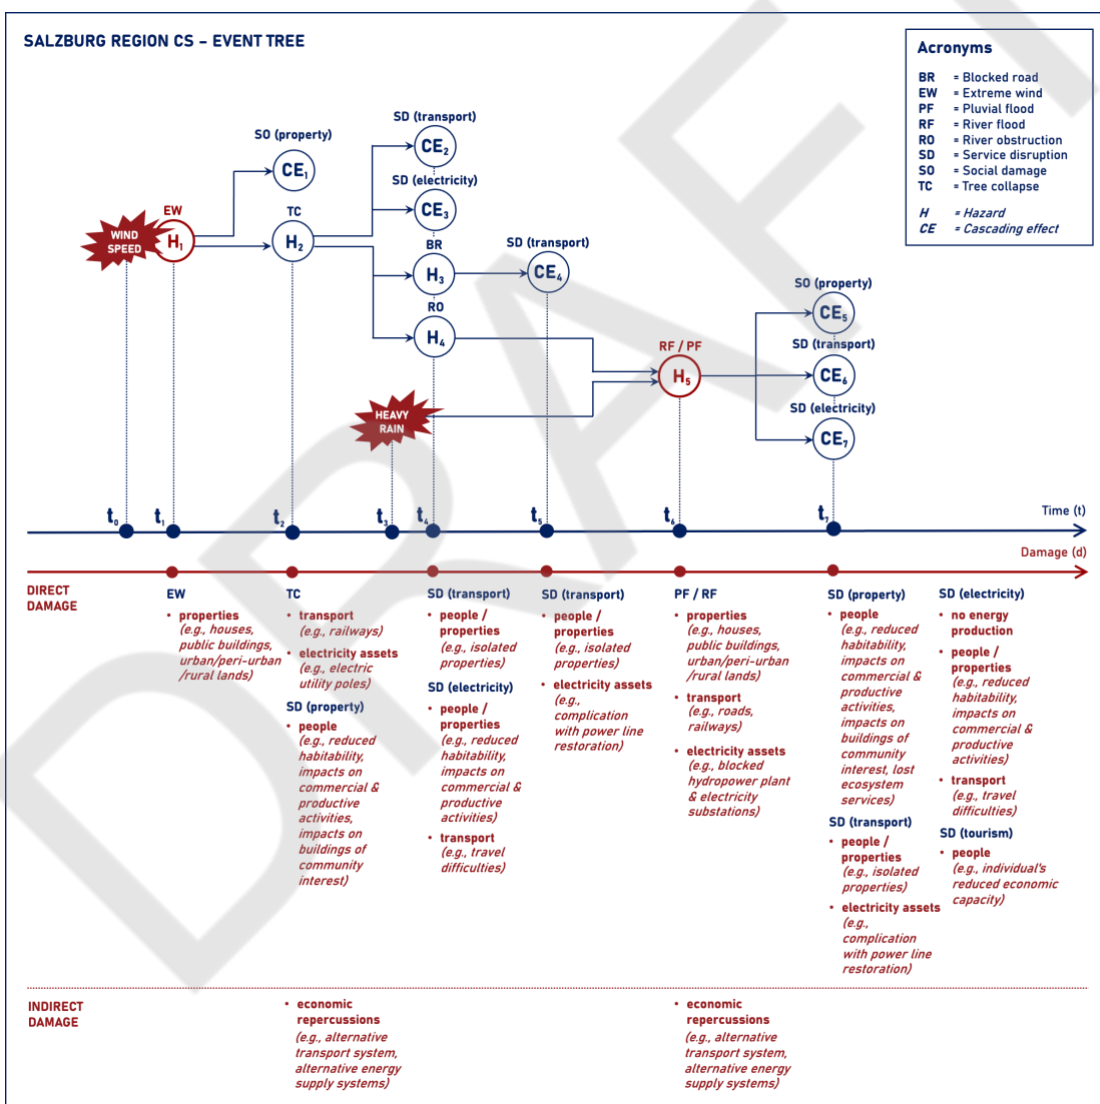 SALZBURG REGION CS – EVENT TREE
Acronyms
BR = Blocked road
EW = Extreme wind
PF = Pluvial flood
RF = River flood
RO = River obstruction
SD = Service disruption
SO = Social damage
TC = Tree collapse
H = Hazard
CE = Cascading effect
SD (transport)
CE2
SO (property)
CE1
SD (electricity)
CE3
EW
H1
WIND
SPEED
TC
H2
BR
H3
SD (transport)
CE4
RO
H4
SO (property)
CE5
RF / PF
H5
SD (transport)
CE6
HEAVY
RAIN
SD (electricity)
CE7
t0
t1
t2
t3
t4
t5
t6
t7
Time (t)
Damage (d)
DIRECT
DAMAGE
EW
• properties
(e.g., houses,
public buildings,
urban/peri-urban
/rural lands)
TC
• transport
(e.g., railways)
• electricity assets
(e.g., electric
utility poles)
SD (property)
• people
(e.g., reduced
habitability,
impacts on
commercial &
productive
activities,
impacts on
buildings of
community
interest)
SD (transport)
• people /
properties
(e.g., isolated
properties)
SD (electricity)
• people /
properties
(e.g., reduced
habitability,
impacts on
commercial &
productive
activities)
• transport
(e.g., travel
difficulties)
SD (transport)
• people /
properties
(e.g., isolated
properties)
• electricity assets
(e.g.,
complication
with power line
restoration)
PF / RF
• properties
(e.g., houses,
public buildings,
urban/peri-urban
/rural lands)
• transport
(e.g., roads,
railways)
• electricity assets
(e.g., blocked
hydropower plant
& electricity
substations)
SD (property)
• people
(e.g., reduced
habitability,
impacts on
commercial &
productive
activities,
impacts on
buildings of
community
interest, lost
ecosystem
services)
SD (transport)
• people /
properties
(e.g., isolated
properties)
• electricity assets
(e.g.,
complication
with power line
restoration)
SD (electricity)
• no energy
production
• people /
properties
(e.g., reduced
habitability,
impacts on
commercial &
productive
activities)
• transport
(e.g., travel
difficulties)
SD (tourism)
• people
(e.g., individual's
reduced economic
capacity)
INDIRECT
DAMAGE
• economic
repercussions
(e.g., alternative
transport system,
alternative energy
supply systems)
• economic
repercussions
(e.g., alternative
transport system,
alternative energy
supply systems)
DRAFT